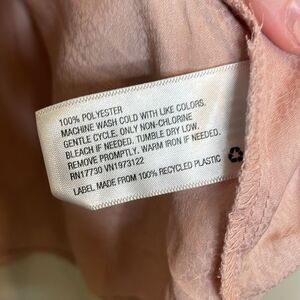 100% POLYESTER
MACHINE WASH COLD WITH LIKE COLORS.
GENTLE CYCLE. ONLY NON-CHLORINE
BLEACH IF NEEDED. TUMBLE DRY LOW.
REMOVE PROMPTLY. WARM IRON IF NEEDED.
RN17730 VN1973122
LABEL MADE FROM 100% RECYCLED PLASTIC